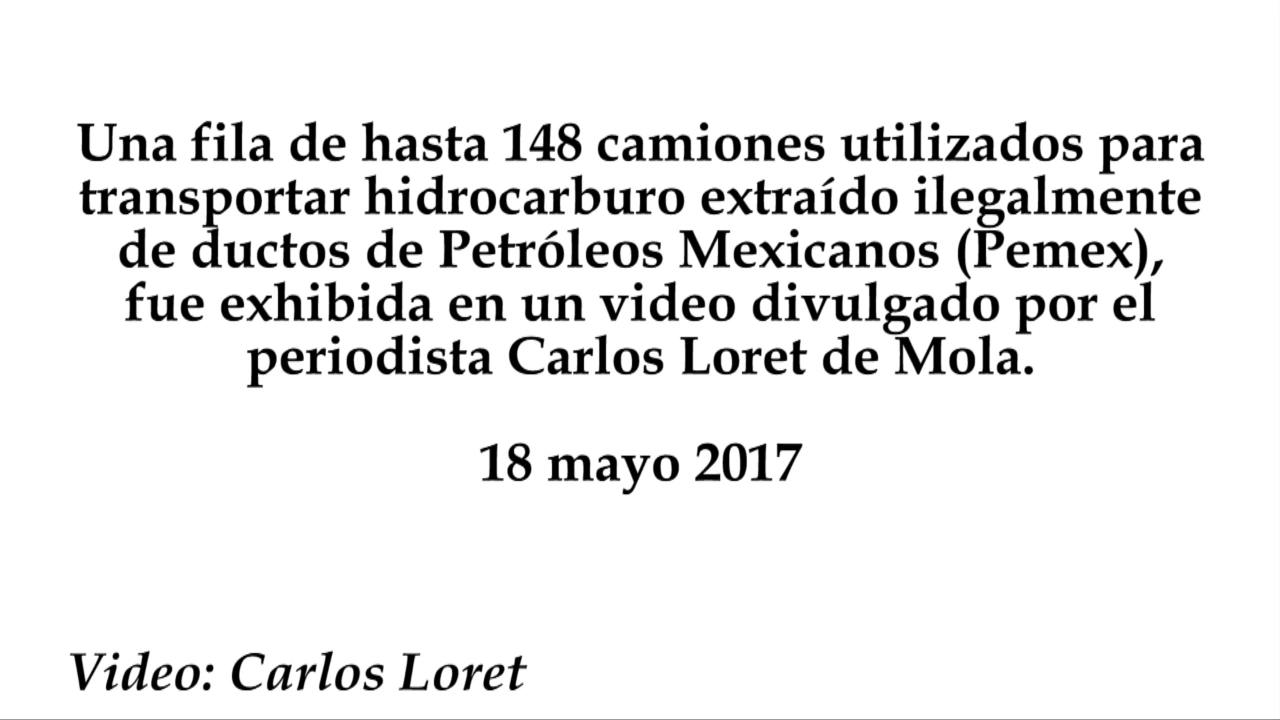 Una fila de hasta 148 camiones utilizados para
transportar hidrocarburo extraído ilegalmente
de ductos de Petróleos Mexicanos (Pemex),
fue exhibida en un video divulgado por el
periodista Carlos Loret de Mola.
18 mayo 2017
Video: Carlos Loret